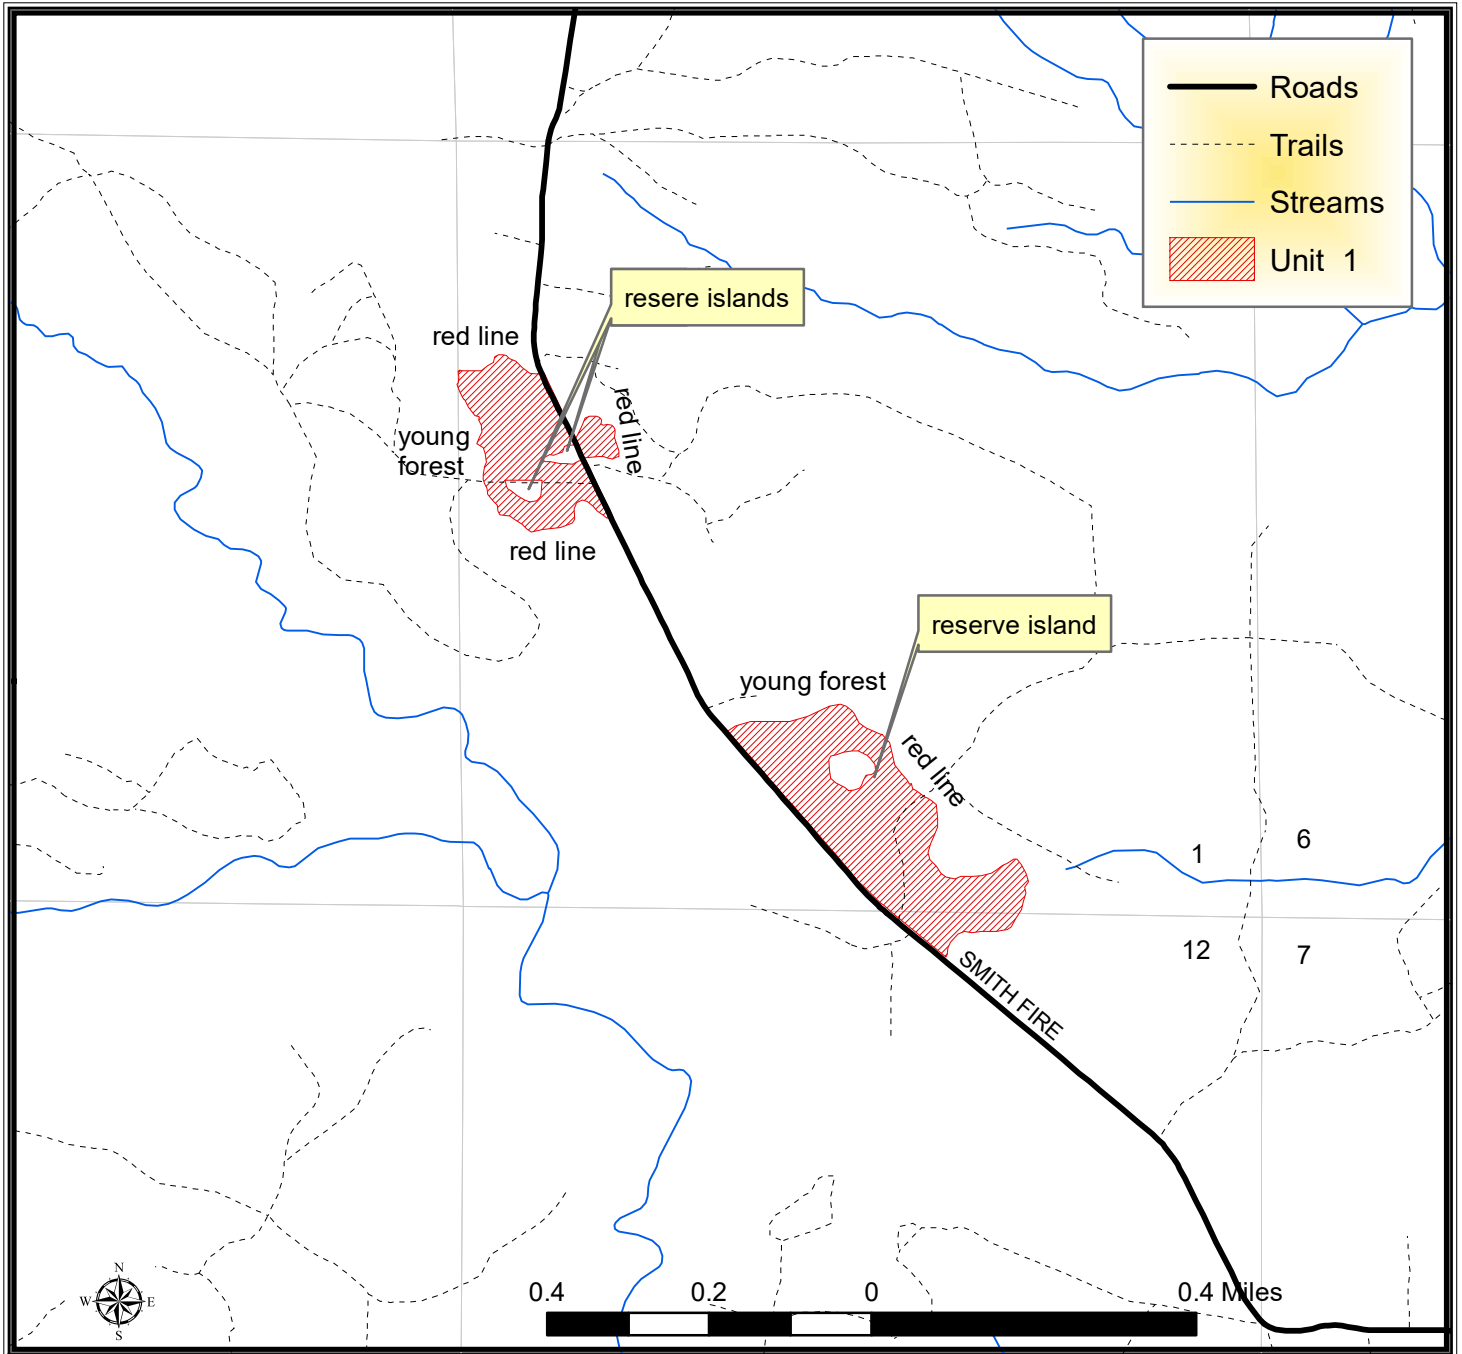 Roads
Trails
Streams
Unit 1
resere islands
red line
red line
young
forest
red line
reserve island
young forest
red line
1
6
12
7
SMITH FIRE
N
W
E
S
0.4
0.2
0
0.4 Miles